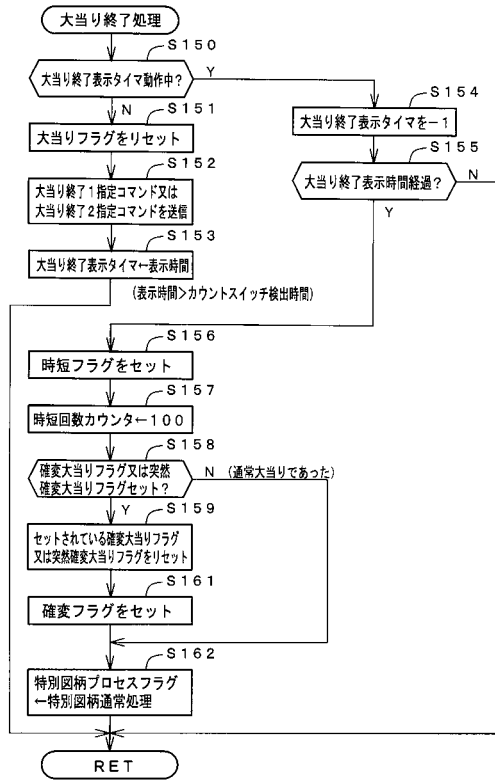 大当り終了処理
S150
大当り終了表示タイマ動作中?
Y
N
S151
大当りフラグをリセット
S152
大当り終了1指定コマンド又は
大当り終了2指定コマンドを送信
S153
大当り終了表示タイマ←表示時間
(表示時間>カウントスイッチ検出時間)
S154
大当り終了表示タイマを-1
S155
大当り終了表示時間経過?
N
Y
S156
時短フラグをセット
S157
時短回数カウンタ←100
S158
確変大当りフラグ又は突然
確変大当りフラグセット?
N (通常大当りであった)
Y
S159
セットされている確変大当りフラグ
又は突然確変大当りフラグをリセット
S161
確変フラグをセット
S162
特別図柄プロセスフラグ
←特別図柄通常処理
RET